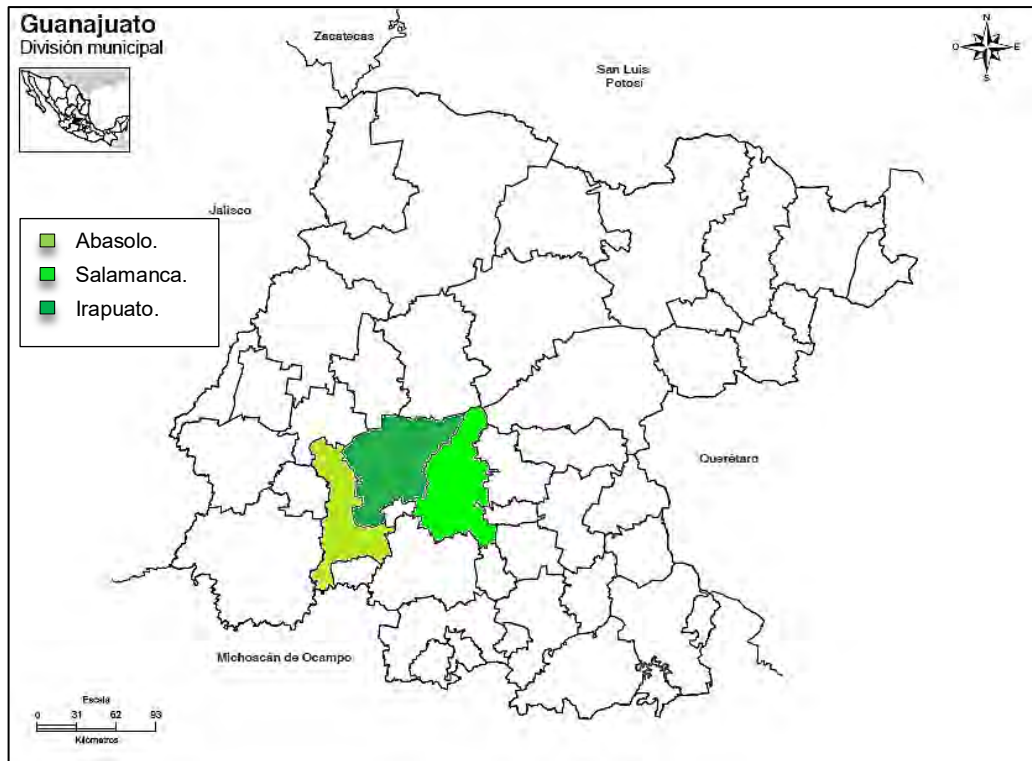 Guanajuato
División municipal
Zacatecas
N
O
E
S
San Luis
Potosí
Jalisco
Abasolo.
Salamanca.
Irapuato.
Querétaro
Michoacán de Ocampo
Escala
0 31 62 93
Kilómetros